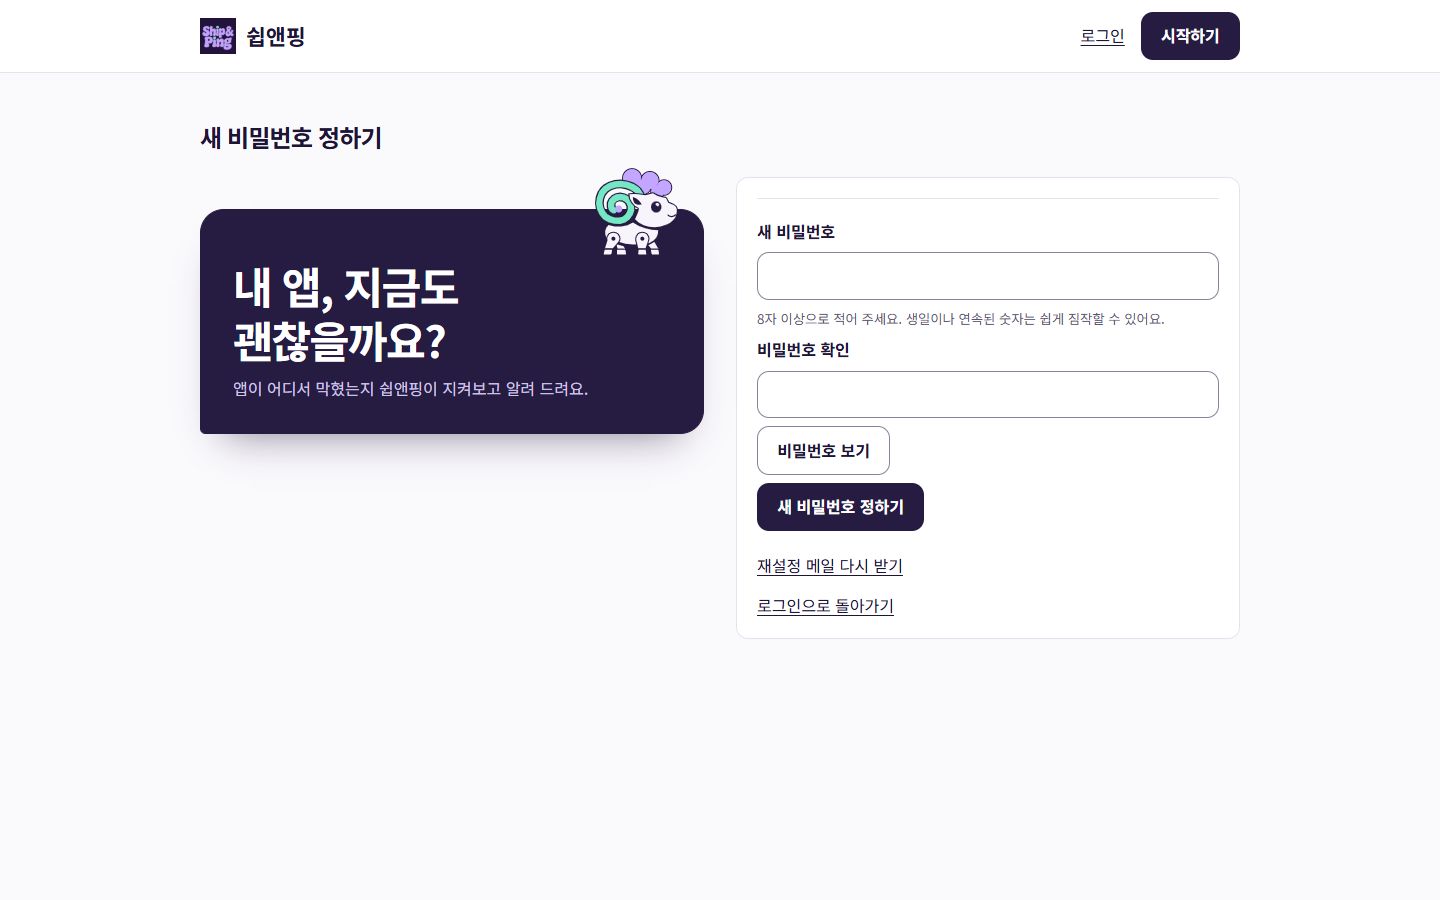 Ship&
Ping
쉽앤핑
로그인
시작하기
새 비밀번호 정하기
내 앱, 지금도
괜찮을까요?
앱이 어디서 막혔는지 쉽앤핑이 지켜보고 알려 드려요.
새 비밀번호
8자 이상으로 적어 주세요. 생일이나 연속된 숫자는 쉽게 짐작할 수 있어요.
비밀번호 확인
비밀번호 보기
새 비밀번호 정하기
재설정 메일 다시 받기
로그인으로 돌아가기